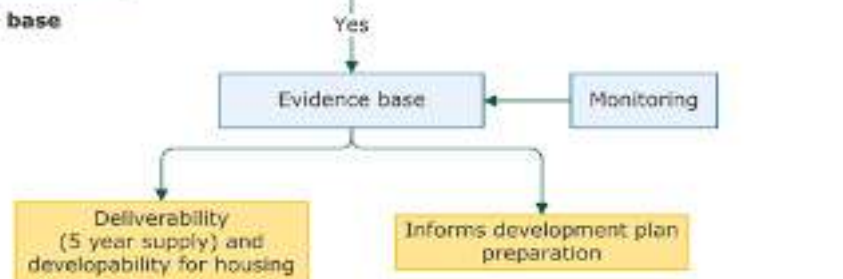 base
Yes
Evidence base
Monitoring
Deliverability
(5 year supply) and
developability for housing
Informs development plan
preparation